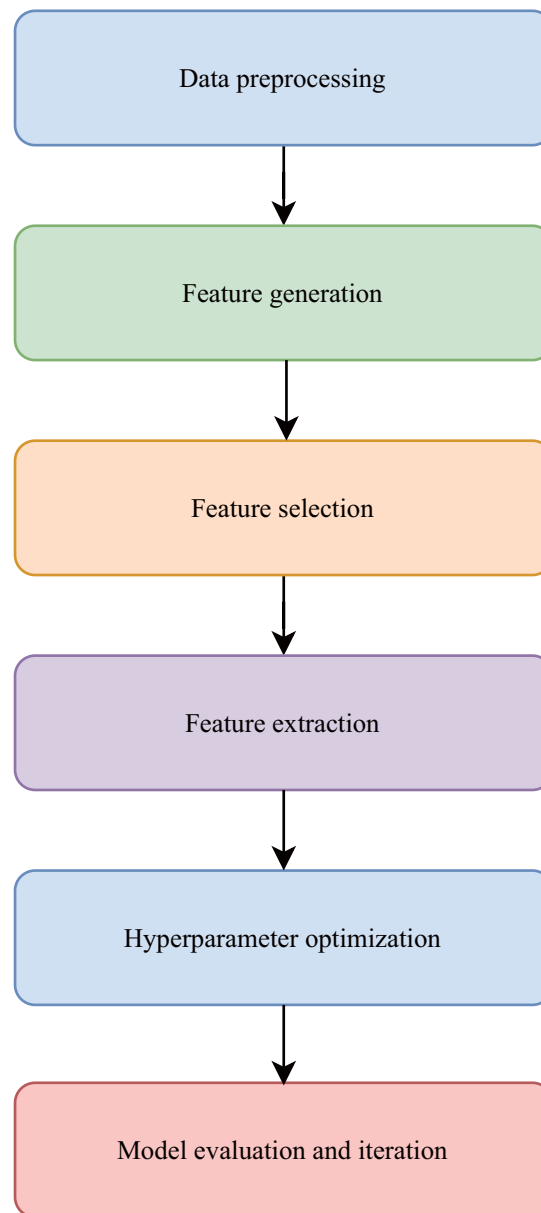 Data preprocessing
Feature generation
Feature selection
Feature extraction
Hyperparameter optimization
Model evaluation and iteration